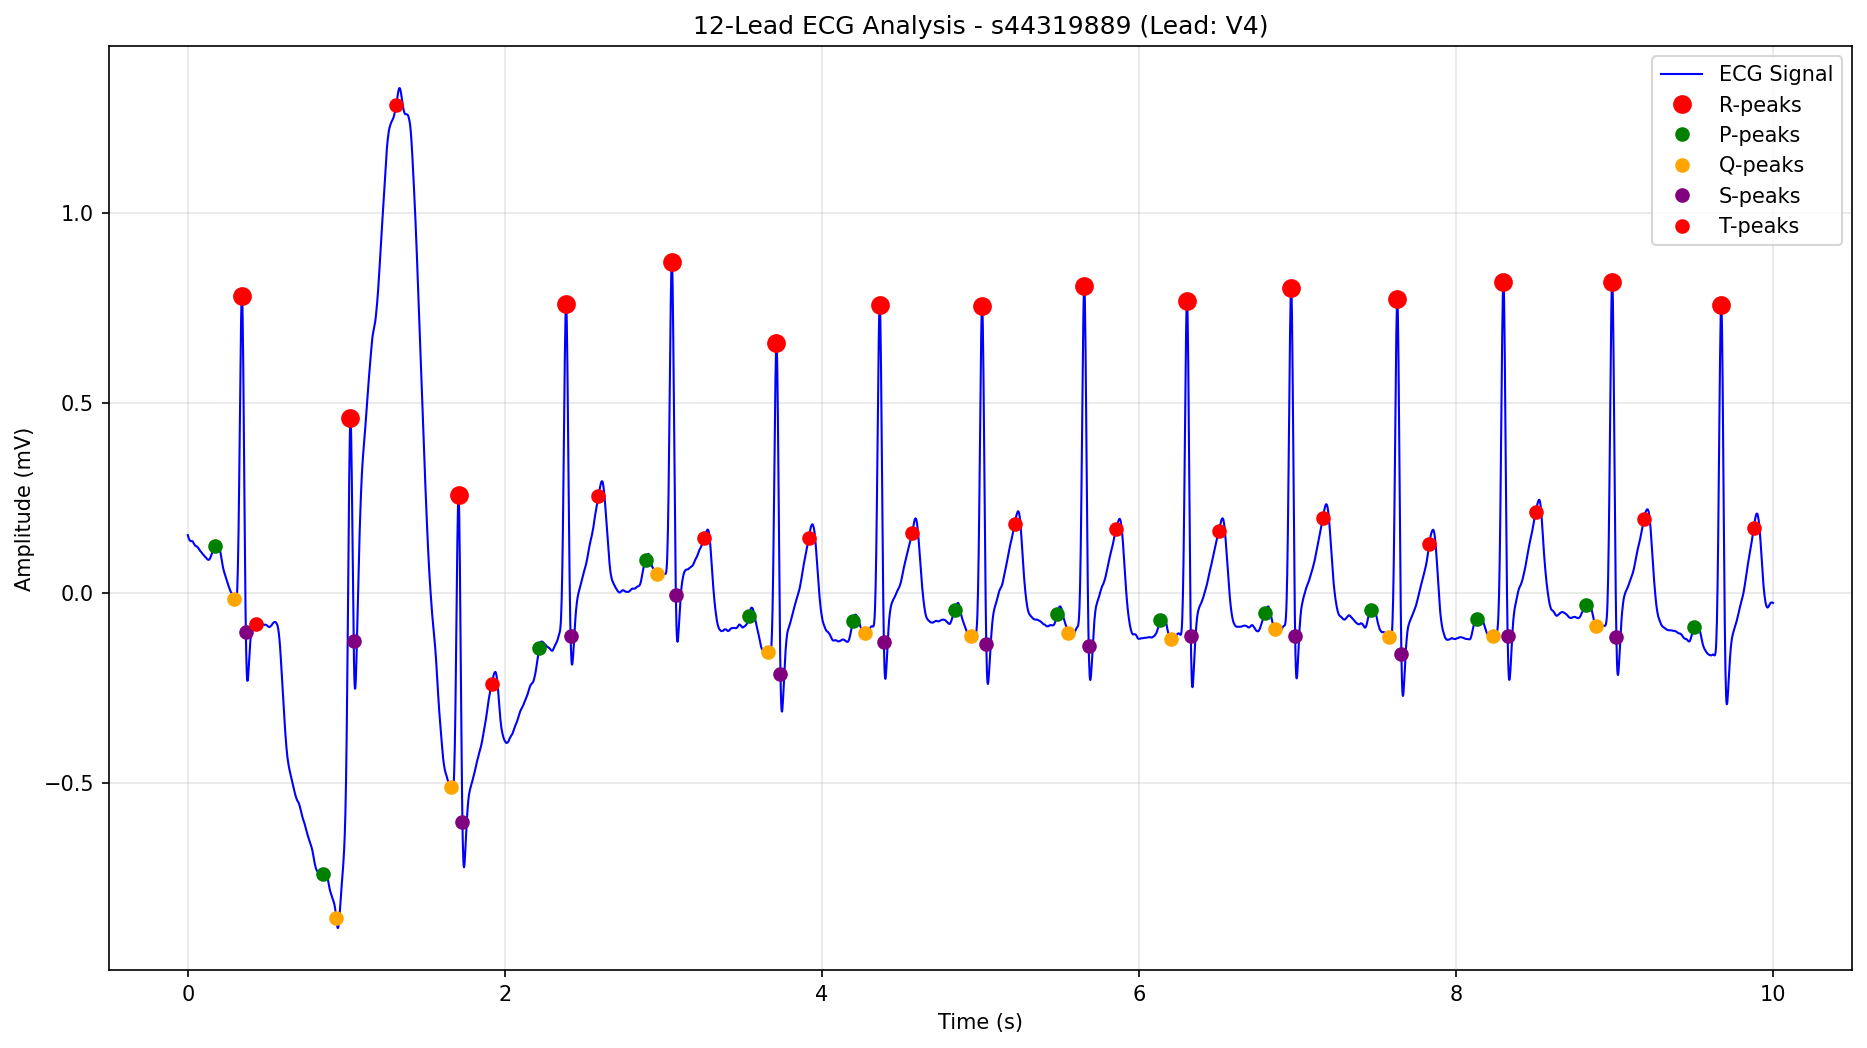 12-Lead ECG Analysis - s44319889 (Lead: V4)
ECG Signal
R-peaks
P-peaks
Q-peaks
S-peaks
T-peaks
Amplitude (mV)
1.0
0.5
0.0
−0.5
0 2 4 6 8 10
Time (s)